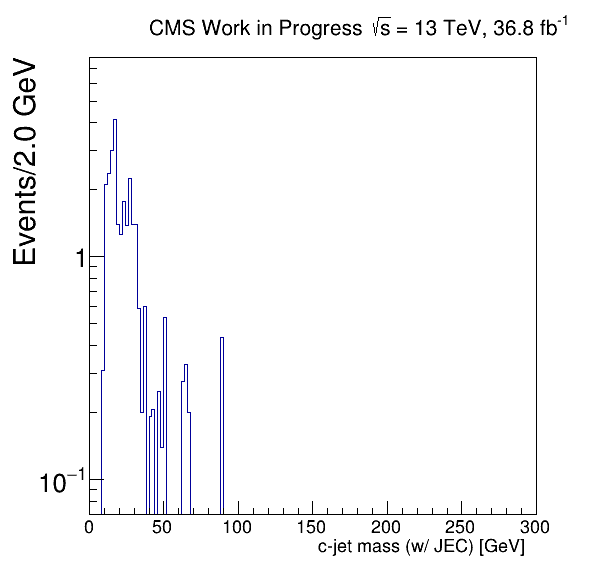 CMS Work in Progress √s = 13 TeV, 36.8 fb⁻¹
Events/2.0 GeV
1
10⁻¹
0 50 100 150 200 250 300
c-jet mass (w/ JEC) [GeV]